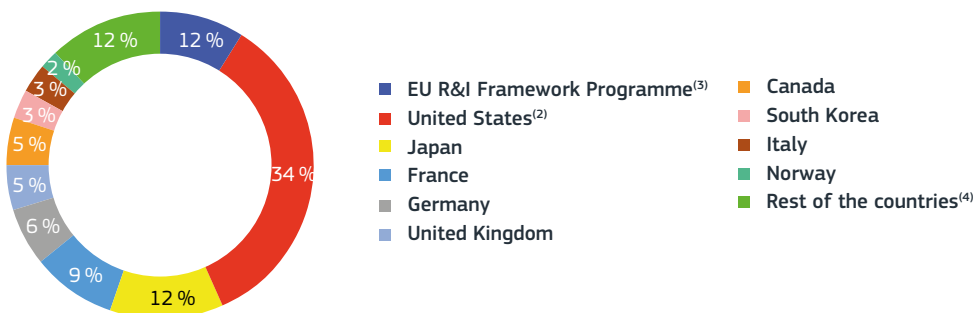 12 %
12 %
34 %
12 %
9 %
6 %
5 %
5 %
3 %
3 %
2 %
EU R&I Framework Programme(3)
United States(2)
Japan
France
Germany
United Kingdom
Canada
South Korea
Italy
Norway
Rest of the countries(4)